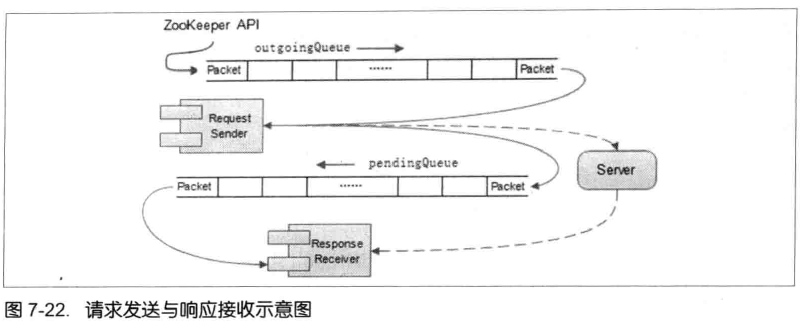 ZooKeeper API
outgoingQueue
Packet
......
Packet
Request
Sender
pendingQueue
Server
Packet
......
Packet
Response
Receiver
图 7-22. 请求发送与响应接收示意图